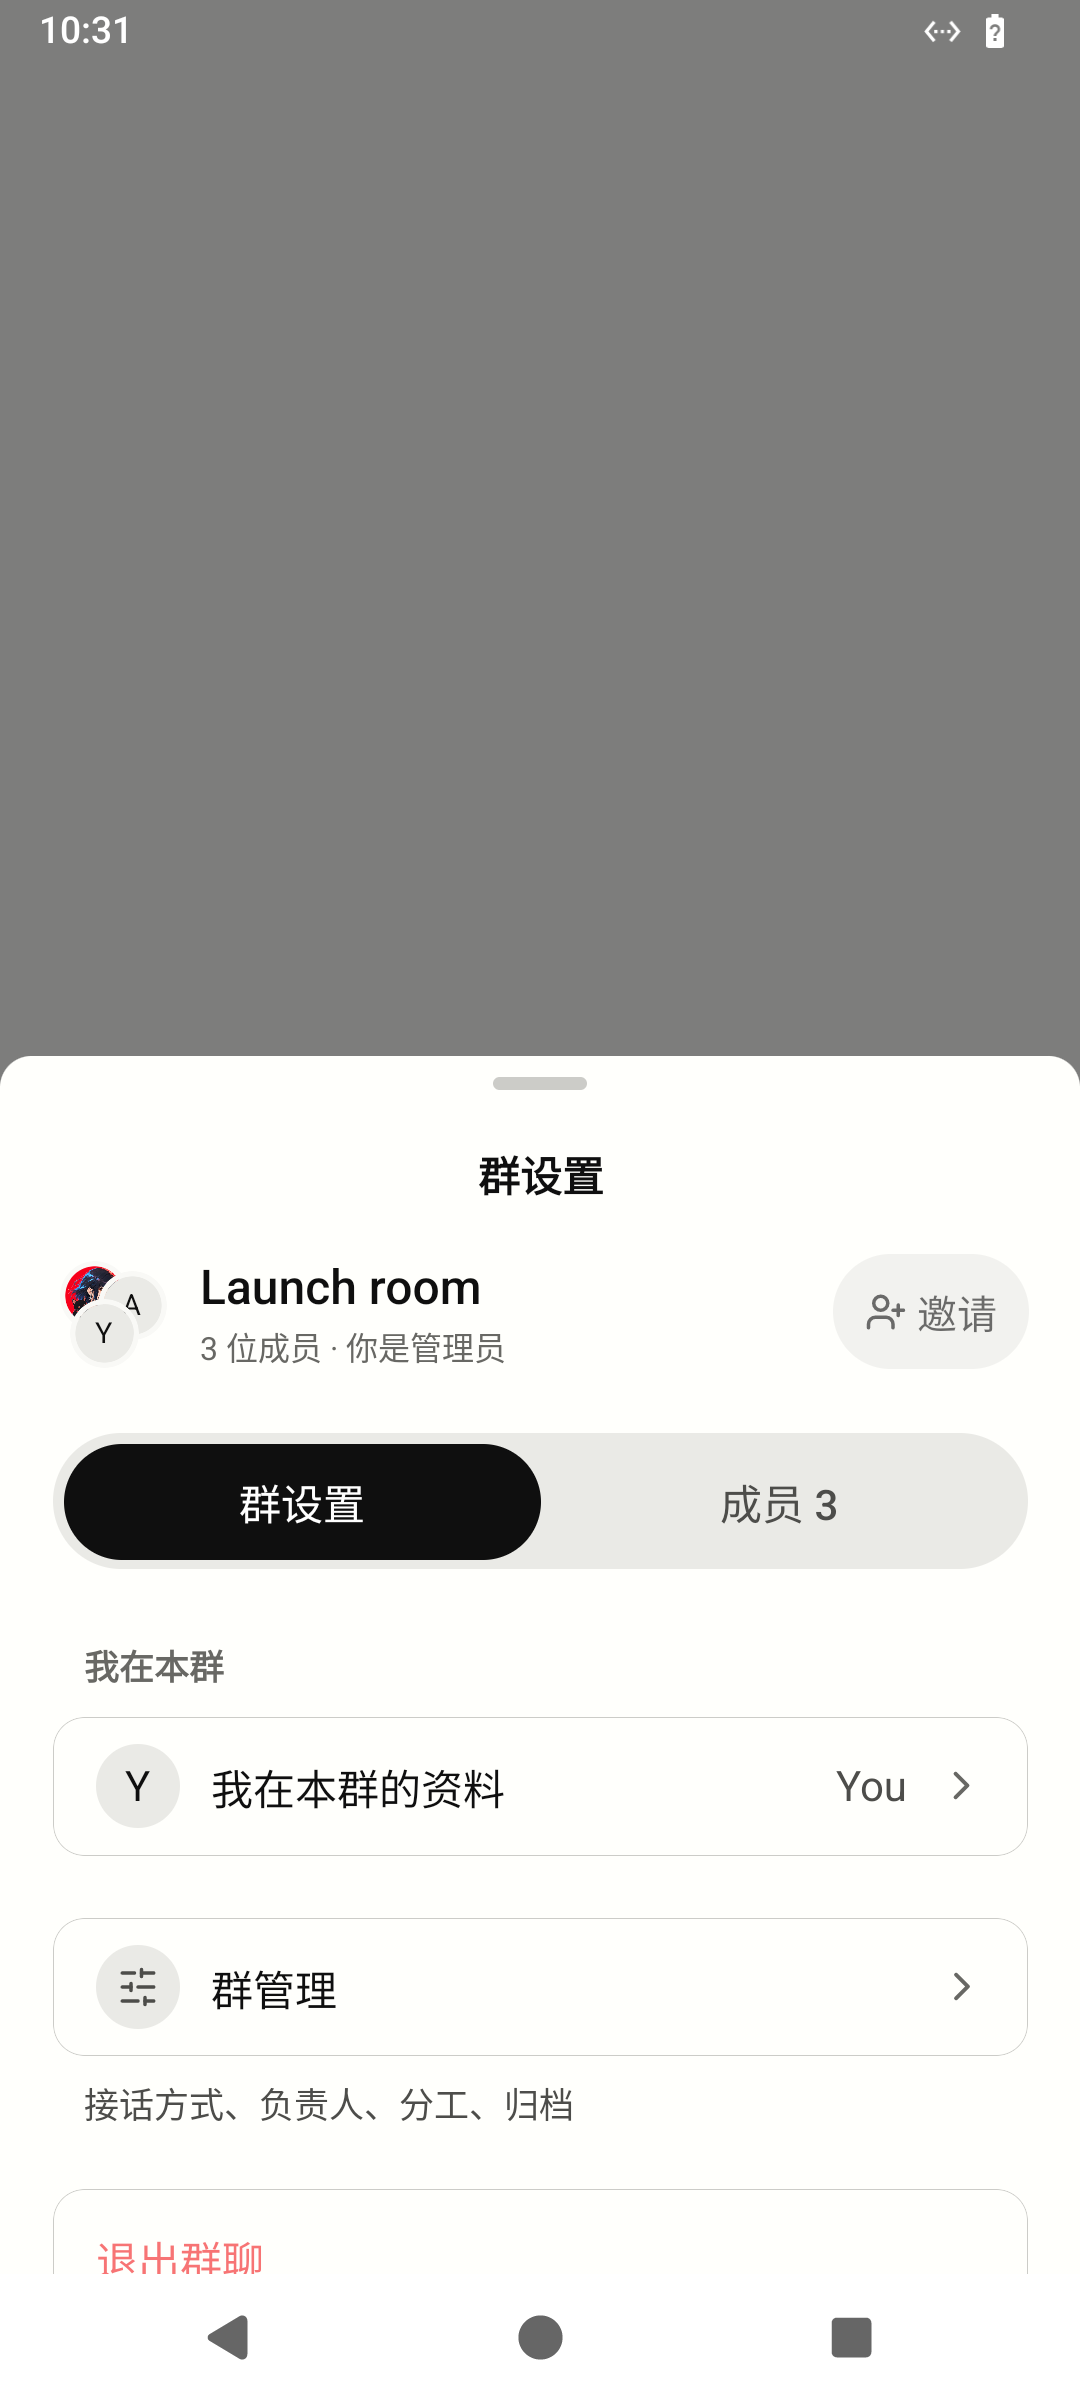 10:31
群设置
A
Y
Launch room
3 位成员 · 你是管理员
邀请
群设置
成员 3
我在本群
Y
我在本群的资料
You
群管理
接话方式、负责人、分工、归档
退出群聊